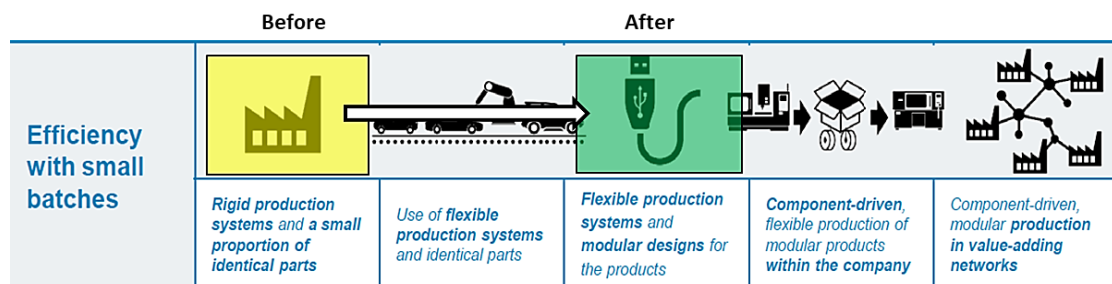 Before
After
Efficiency
with small
batches
Rigid production
systems and a small
proportion of
identical parts
Use of flexible
production systems
and identical parts
Flexible production
systems and
modular designs for
the products
Component-driven,
flexible production of
modular products
within the company
Component-driven,
modular production
in value-adding
networks